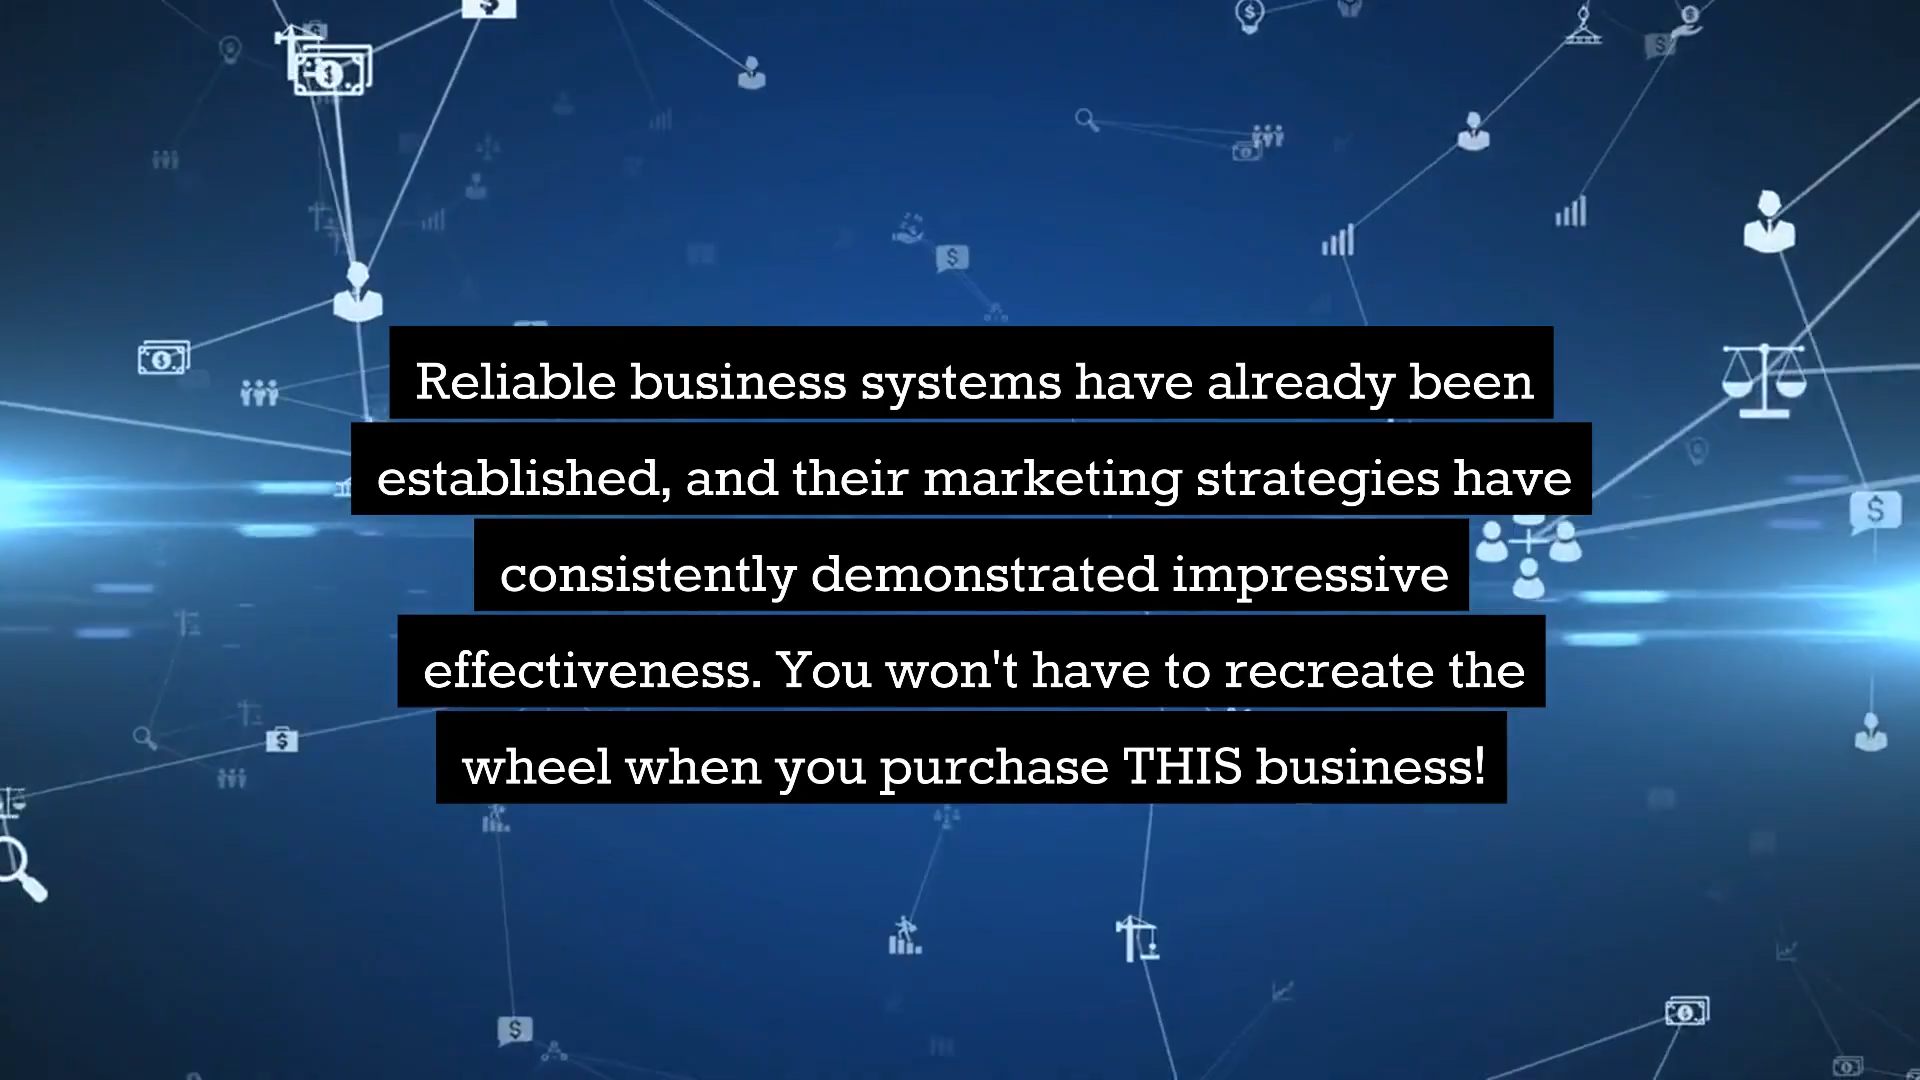 Reliable business systems have already been
established, and their marketing strategies have
consistently demonstrated impressive
effectiveness. You won't have to recreate the
wheel when you purchase THIS business!